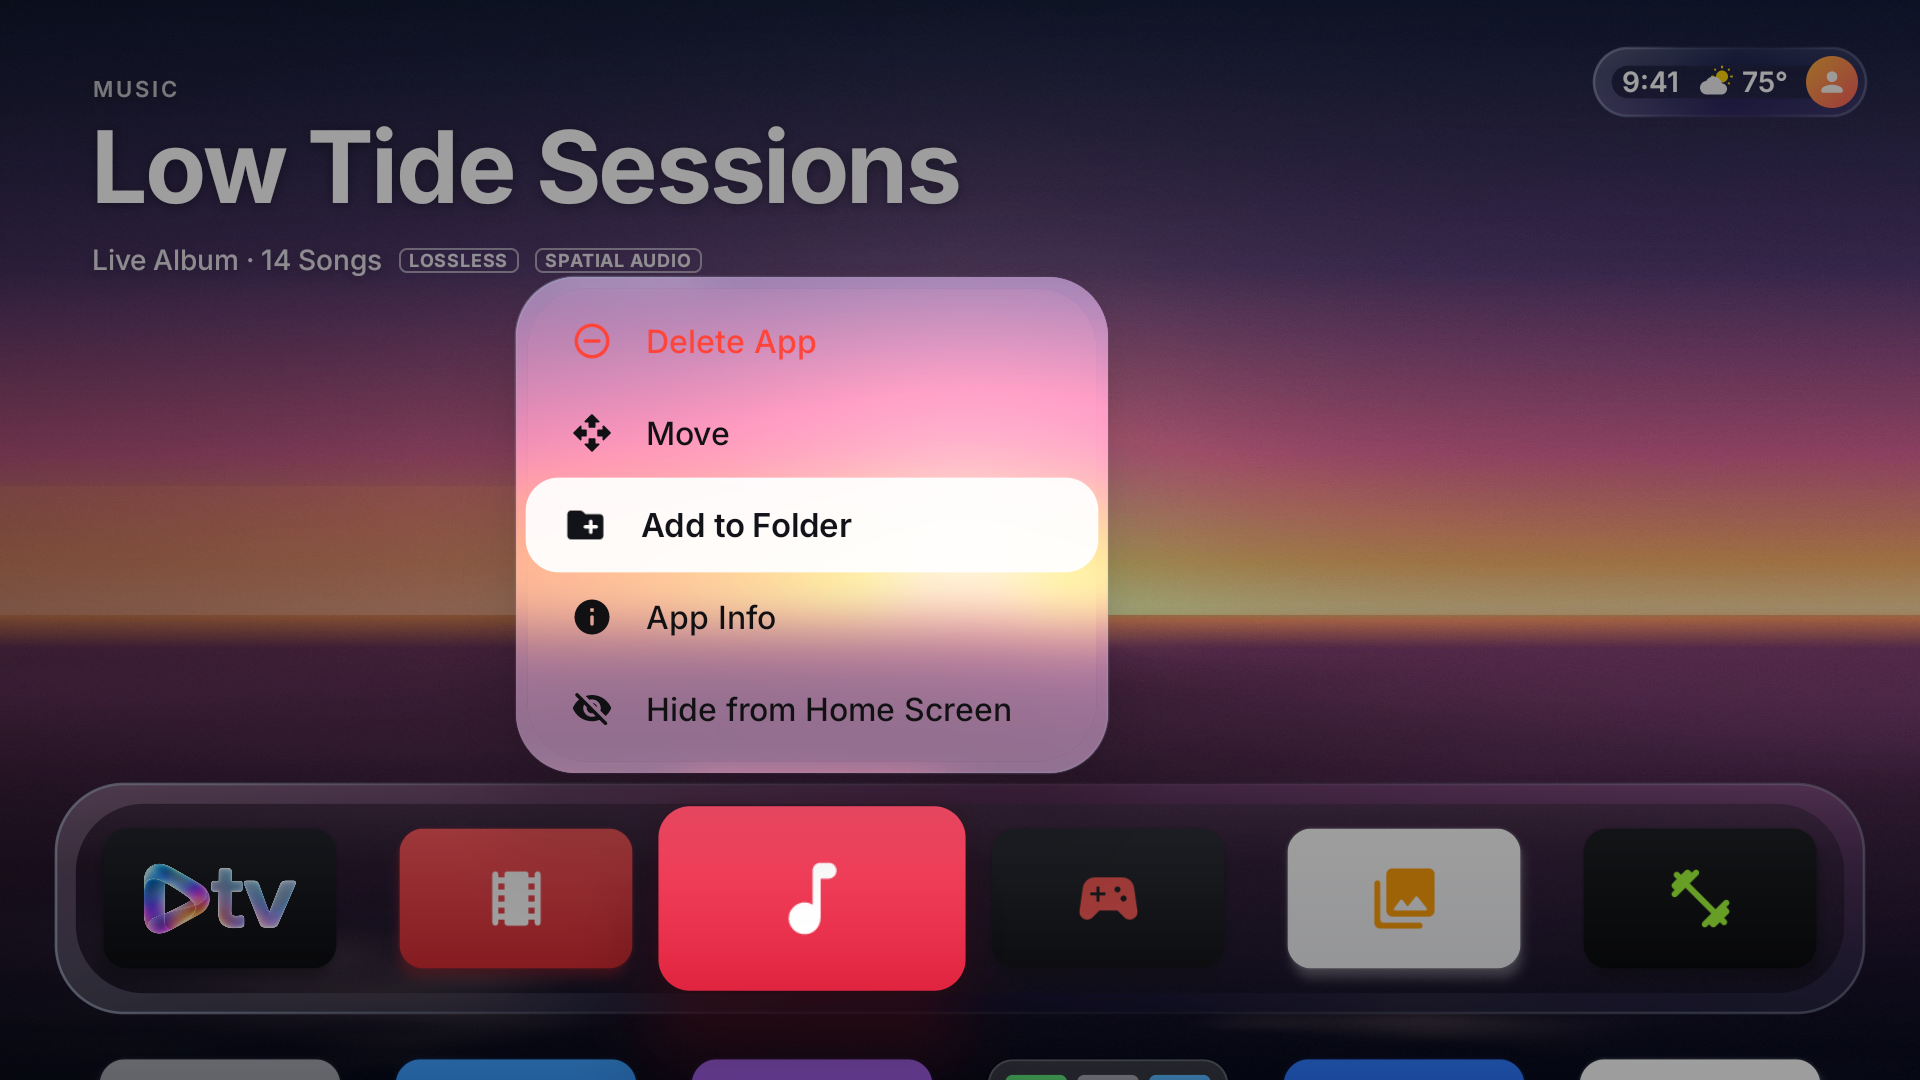 MUSIC
9:41 75°
Low Tide Sessions
Live Album · 14 Songs LOSSLESS SPATIAL AUDIO
Delete App
Move
Add to Folder
App Info
Hide from Home Screen
tv